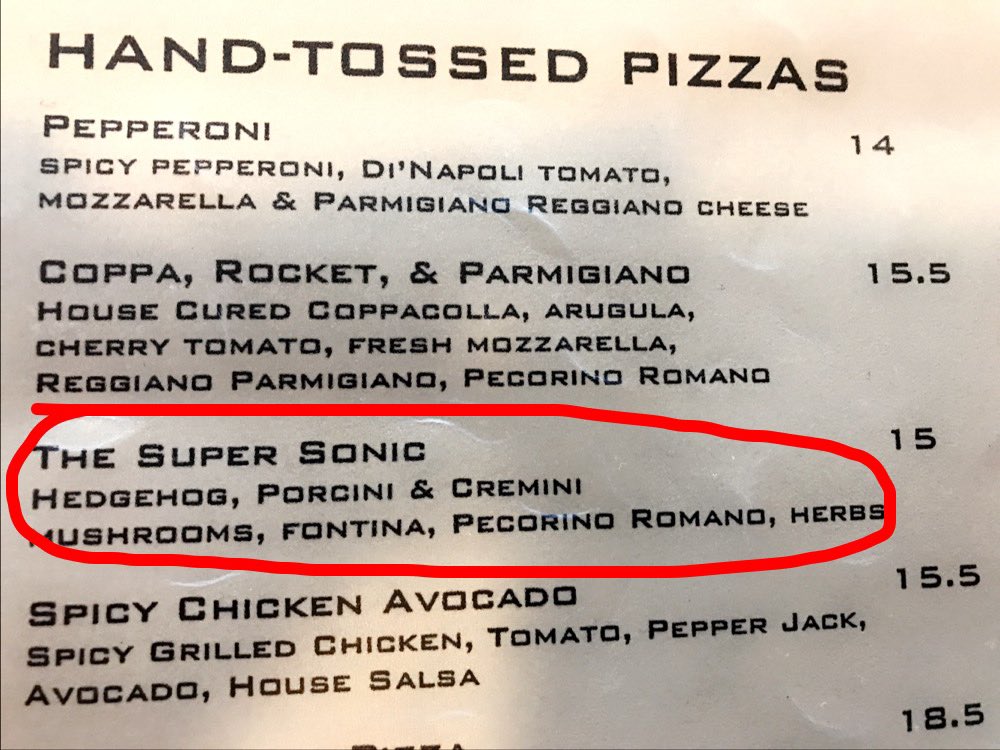 HAND-TOSSED PIZZAS
PEPPERONI 14
SPICY PEPPERONI, DI'NAPOLI TOMATO,
MOZZARELLA & PARMIGIANO REGGIANO CHEESE
COPPA, ROCKET, & PARMIGIANO 15.5
HOUSE CURED COPPACOLLA, ARUGULA,
CHERRY TOMATO, FRESH MOZZARELLA,
REGGIANO PARMIGIANO, PECORINO ROMANO
THE SUPER SONIC 15
HEDGEHOG, PORCINI & CREMINI
MUSHROOMS, FONTINA, PECORINO ROMANO, HERBS
SPICY CHICKEN AVOCADO 15.5
SPICY GRILLED CHICKEN, TOMATO, PEPPER JACK,
AVOCADO, HOUSE SALSA
18.5
PIZZA